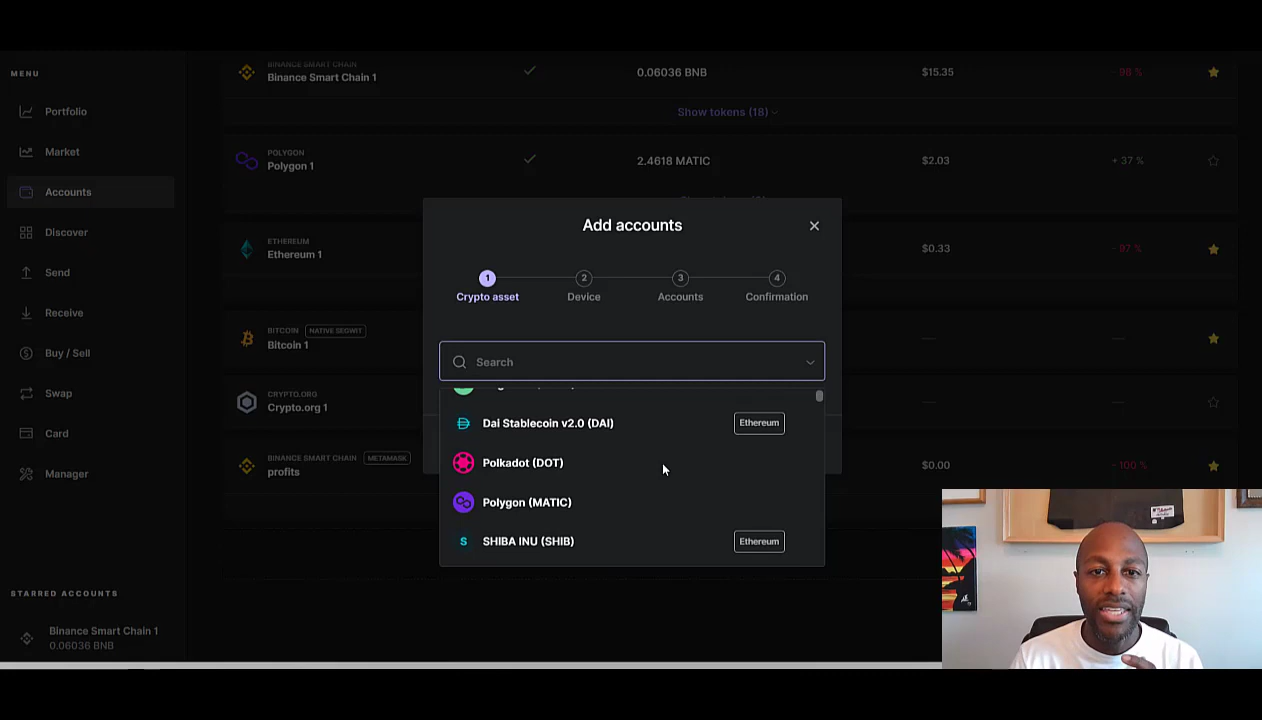 MENU
Portfolio
Market
Accounts
Discover
Send
Receive
Buy / Sell
Swap
Card
Manager
STARRED ACCOUNTS
Binance Smart Chain 1
0.06036 BNB
BINANCE SMART CHAIN
Binance Smart Chain 1
0.06036 BNB
$15.35
- 98 %
Show tokens (18)
POLYGON
Polygon 1
2.4618 MATIC
$2.03
+ 37 %
ETHEREUM
Ethereum 1
$0.33
- 97 %
BITCOIN NATIVE SEGWIT
Bitcoin 1
CRYPTO.ORG
Crypto.org 1
BINANCE SMART CHAIN METAMASK
profits
$0.00
- 100 %
Add accounts
1
2
3
4
Crypto asset
Device
Accounts
Confirmation
Search
Dai Stablecoin v2.0 (DAI)
Ethereum
Polkadot (DOT)
Polygon (MATIC)
S
SHIBA INU (SHIB)
Ethereum